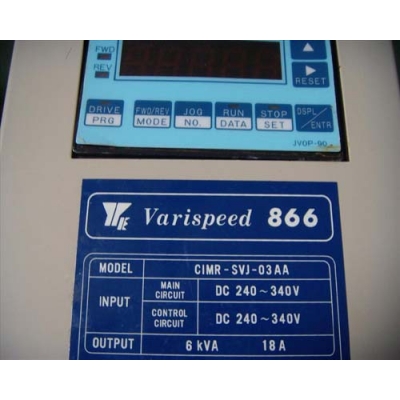 FWD
REV
RESET
DRIVE
PRG
FWD/REV
MODE
JOG
NO.
RUN
DATA
STOP
SET
DSPL
ENTR
JVOP-90
Varispeed 866
MODEL CIMR-SVJ-03AA
INPUT
MAIN CIRCUIT DC 240~340V
CONTROL CIRCUIT DC 240~340V
OUTPUT 6 kVA 18A